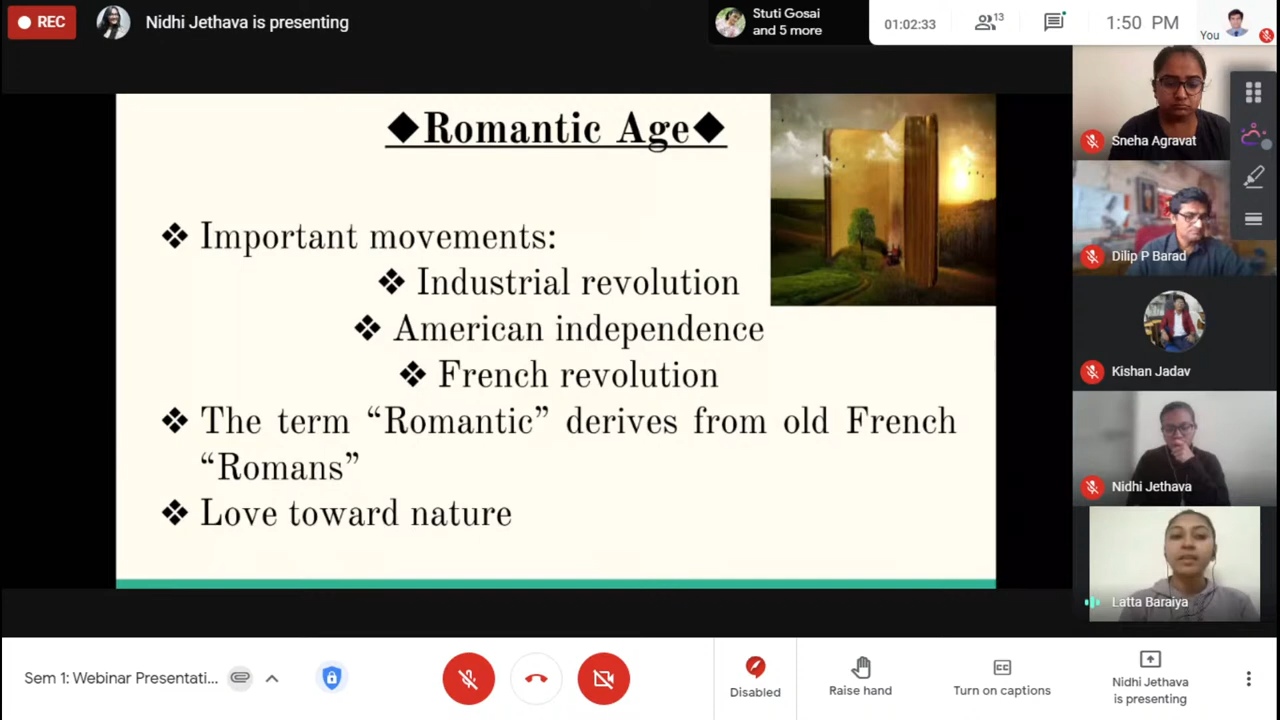 REC
Nidhi Jethava is presenting
Stuti Gosai
and 5 more
01:02:33
13
1:50 PM
You
◆Romantic Age◆
❖ Important movements:
❖ Industrial revolution
❖ American independence
❖ French revolution
❖ The term “Romantic” derives from old French
“Romans”
❖ Love toward nature
Sneha Agravat
Dilip P Barad
Kishan Jadav
Nidhi Jethava
Latta Baraiya
Sem 1: Webinar Presentati...
Disabled
Raise hand
CC
Turn on captions
Nidhi Jethava
is presenting